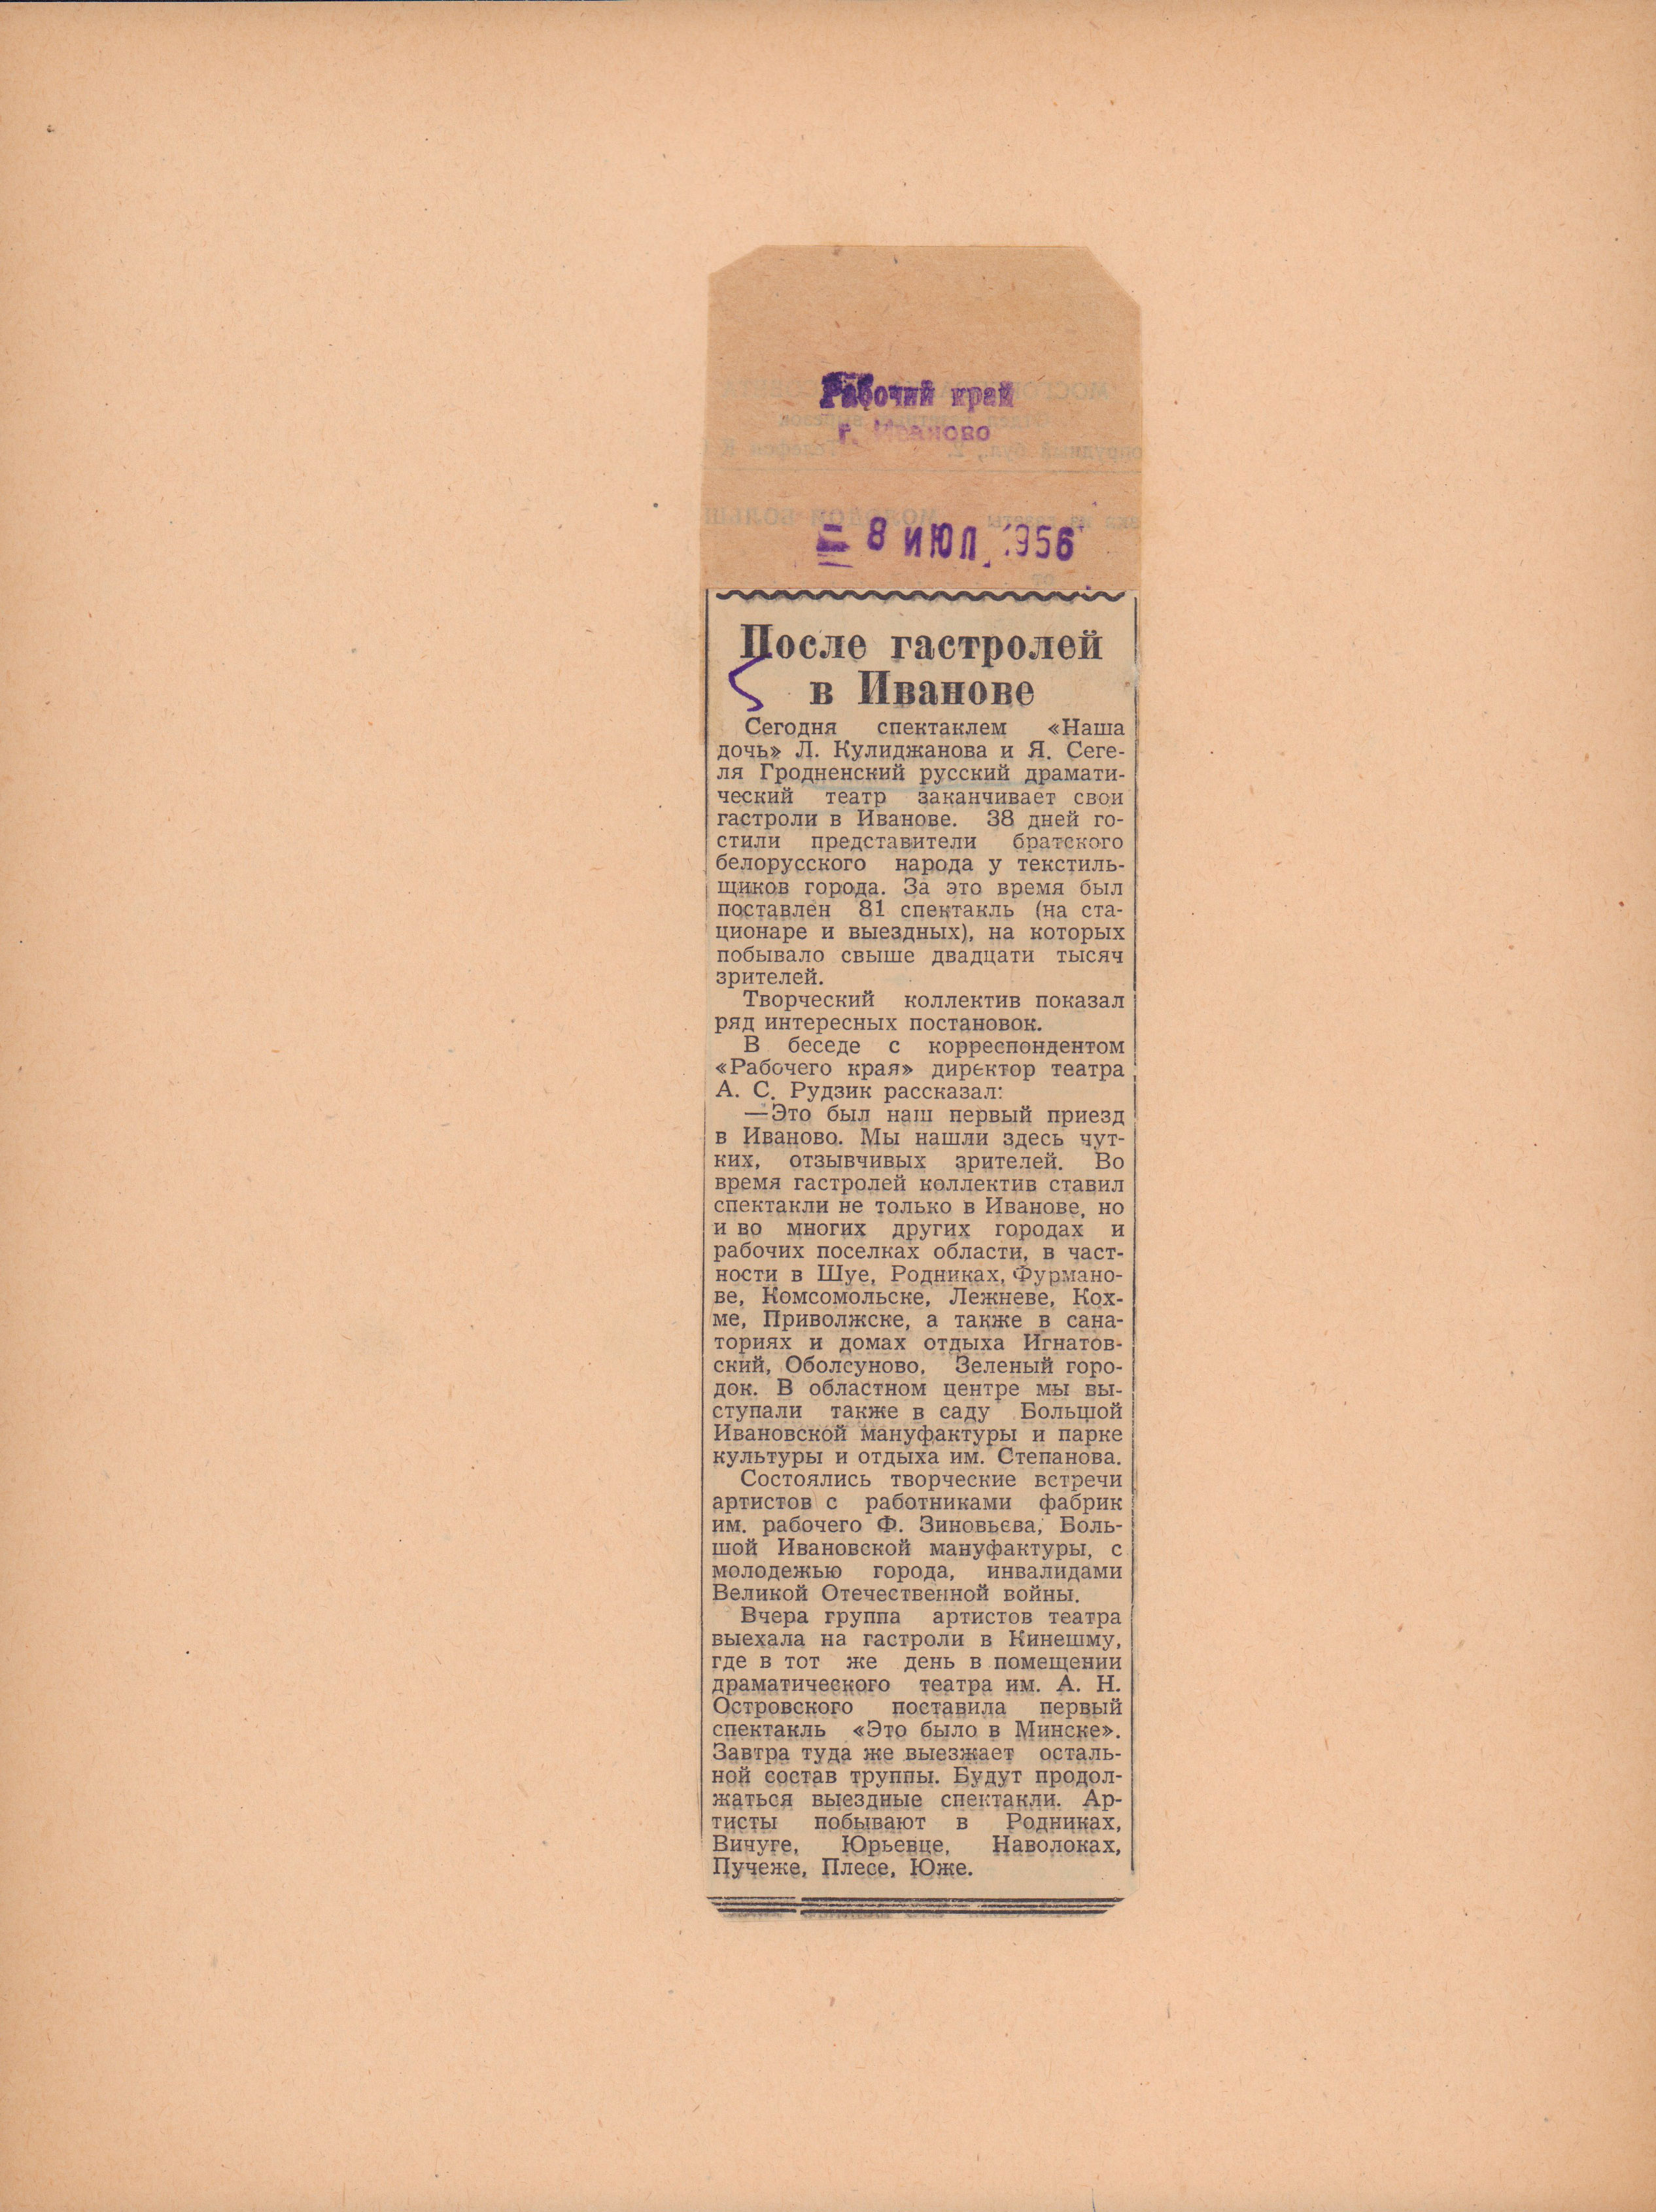 Рабочий край
г. Иваново
8 ИЮЛ 1956
После гастролей
в Иванове
Сегодня спектаклем «Наша
дочь» Л. Кулиджанова и Я. Сеге-
ля Гродненский русский драмати-
ческий театр заканчивает свои
гастроли в Иванове. 38 дней го-
стили представители братского
белорусского народа у текстиль-
щиков города. За это время был
поставлен 81 спектакль (на ста-
ционаре и выездных), на которых
побывало свыше двадцати тысяч
зрителей.
Творческий коллектив показал
ряд интересных постановок.
В беседе с корреспондентом
«Рабочего края» директор театра
А. С. Рудзик рассказал:
—Это был наш первый приезд
в Иваново. Мы нашли здесь чут-
ких, отзывчивых зрителей. Во
время гастролей коллектив ставил
спектакли не только в Иванове, но
и во многих других городах и
рабочих поселках области, в част-
ности в Шуе, Родниках, Фурмано-
ве, Комсомольске, Лежневе, Кох-
ме, Приволжске, а также в сана-
ториях и домах отдыха Игнатов-
ский, Оболсуново, Зеленый горо-
док. В областном центре мы вы-
ступали также в саду Большой
Ивановской мануфактуры и парке
культуры и отдыха им. Степанова.
Состоялись творческие встречи
артистов с работниками фабрик
им. рабочего Ф. Зиновьева, Боль-
шой Ивановской мануфактуры, с
молодежью города, инвалидами
Великой Отечественной войны.
Вчера группа артистов театра
выехала на гастроли в Кинешму,
где в тот же день в помещении
драматического театра им. А. Н.
Островского поставила первый
спектакль «Это было в Минске».
Завтра туда же выезжает осталь-
ной состав труппы. Будут продол-
жаться выездные спектакли. Ар-
тисты побывают в Родниках,
Вичуге, Юрьевце, Наволоках,
Пучеже, Плесе, Юже.